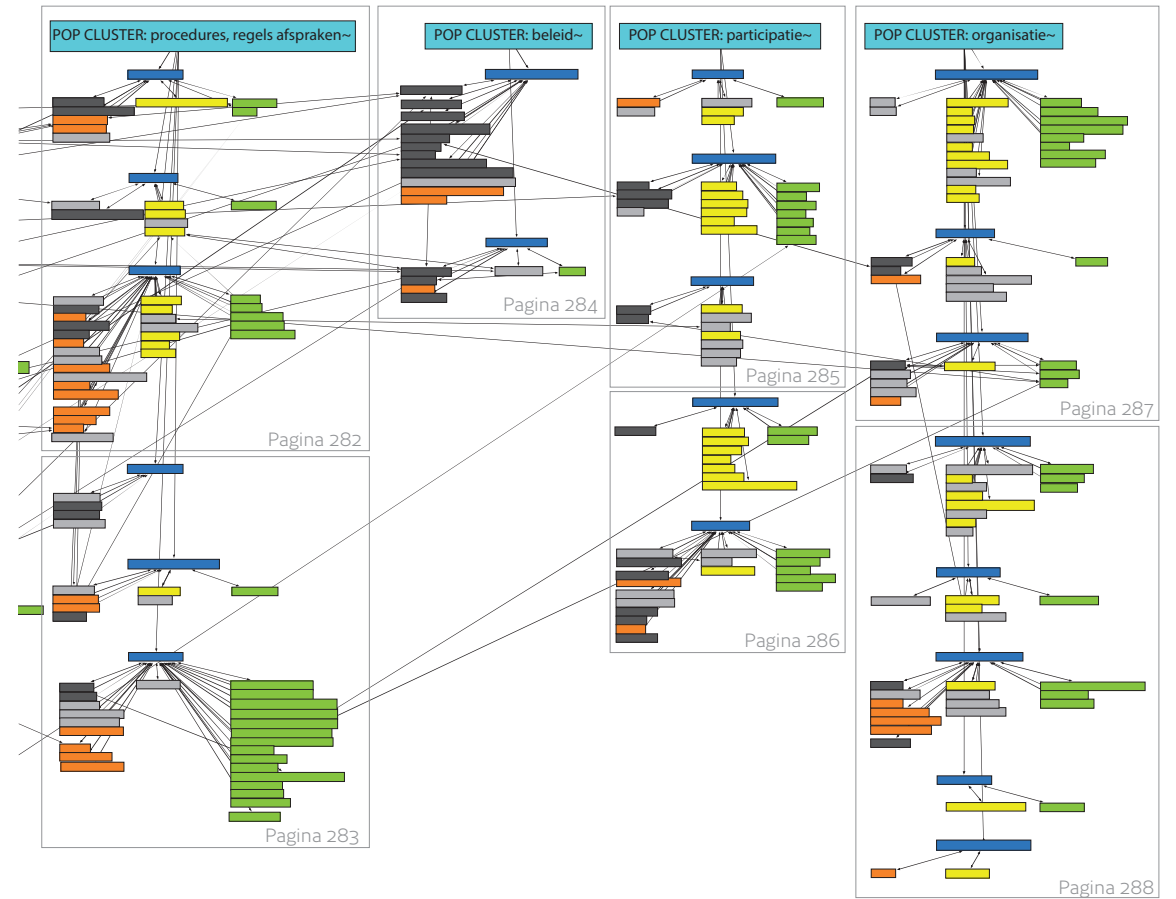 POP CLUSTER: procedures, regels afspraken~
POP CLUSTER: beleid~
POP CLUSTER: participatie~
POP CLUSTER: organisatie~
Pagina 284
Pagina 285
Pagina 287
Pagina 282
Pagina 286
Pagina 283
Pagina 288